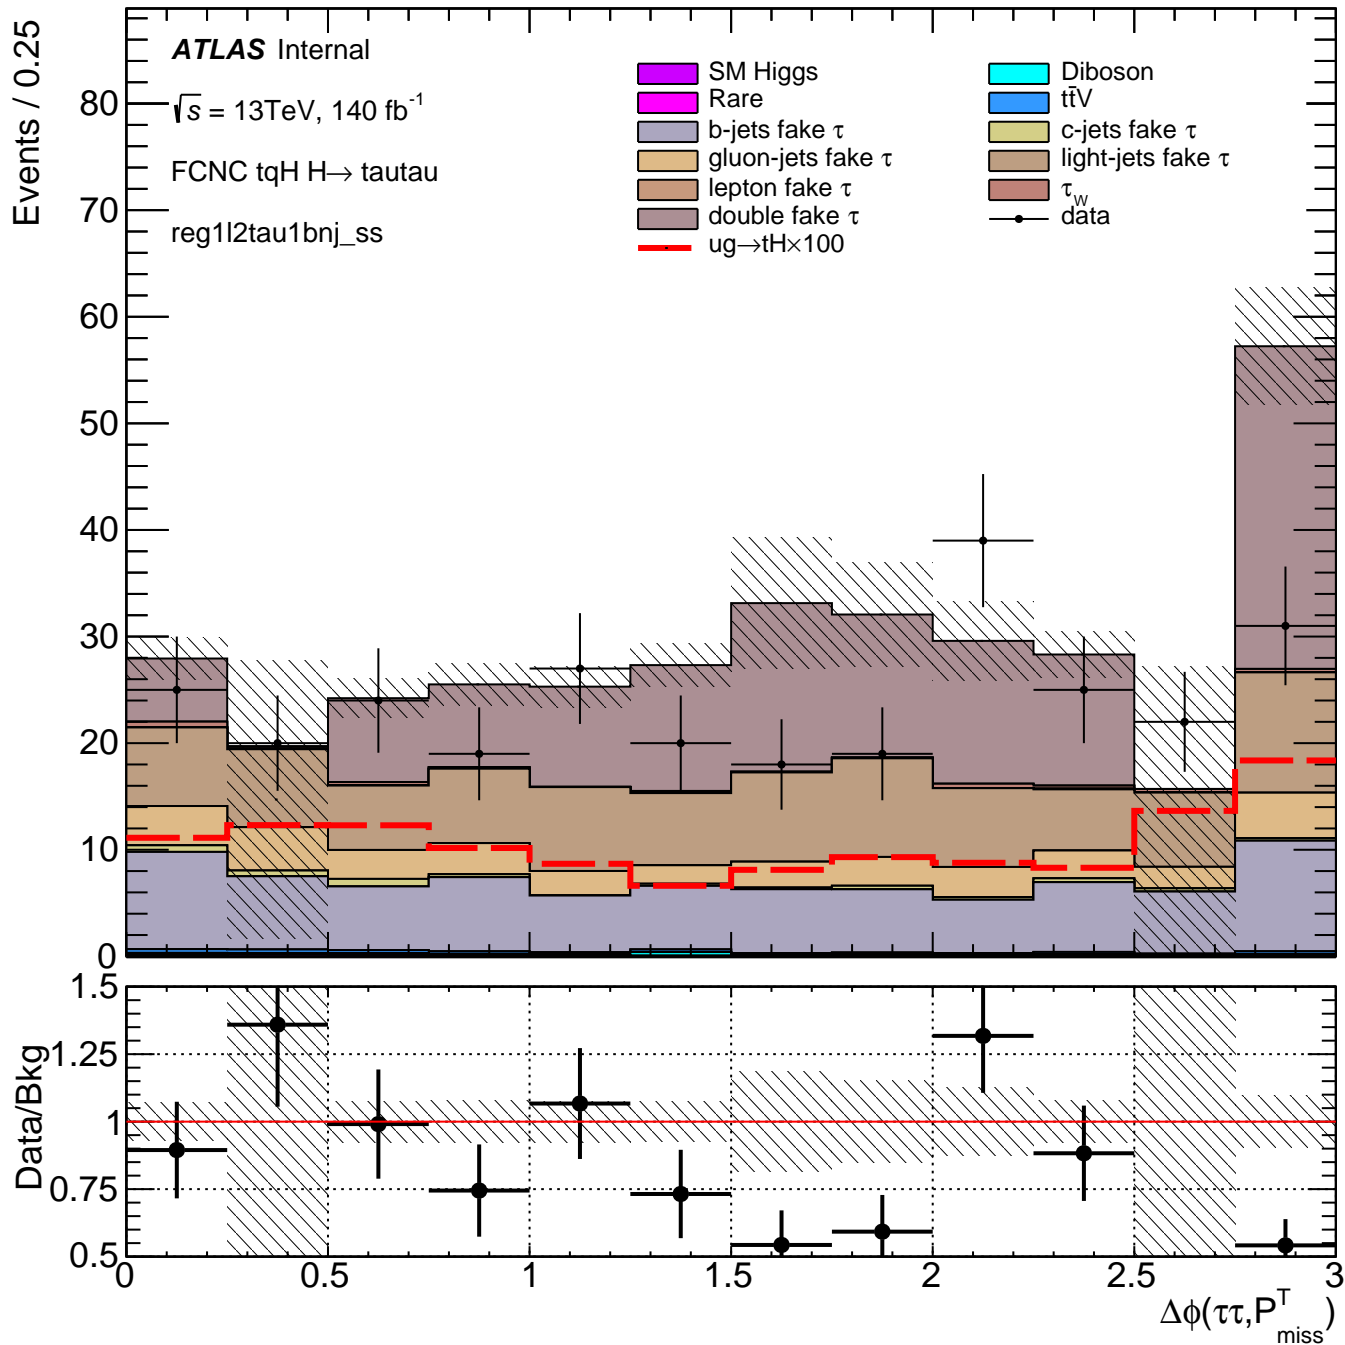 Events / 0.25
ATLAS Internal
√s = 13TeV, 140 fb⁻¹
FCNC tqH H→ tautau
reg1l2tau1bnj_ss
SM Higgs
Rare
b-jets fake τ
gluon-jets fake τ
lepton fake τ
double fake τ
ug→tH×100
Diboson
tt̄V
c-jets fake τ
light-jets fake τ
τ_W
data
80
70
60
50
40
30
20
10
0
Data/Bkg
1.5
1.25
1
0.75
0.5
0 0.5 1 1.5 2 2.5 3
Δϕ(ττ,P^T_miss)